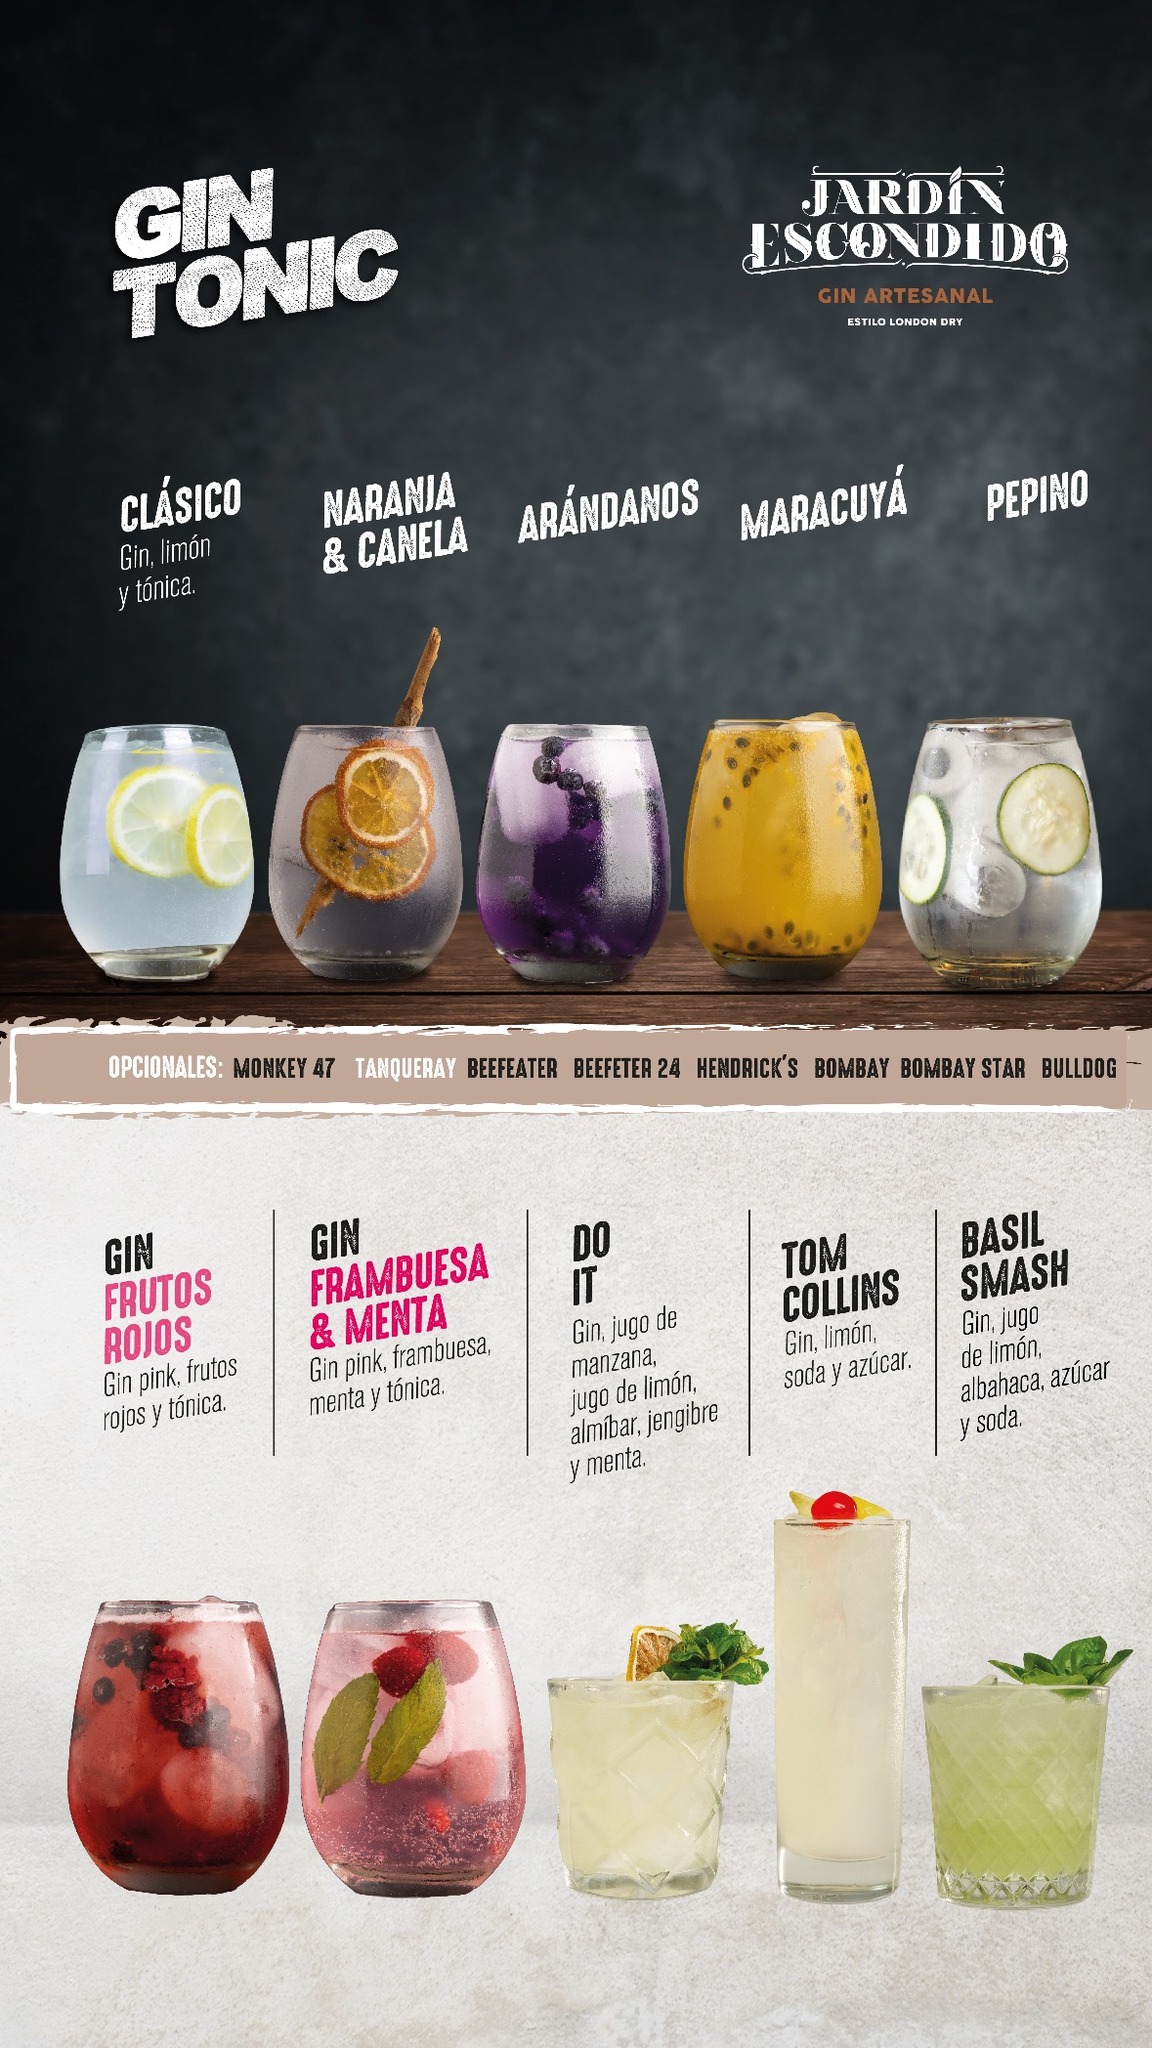 GIN
TONIC
JARDÍN
ESCONDIDO
GIN ARTESANAL
ESTILO LONDON DRY
CLÁSICO
Gin, limón
y tónica.
NARANJA
& CANELA
ARÁNDANOS
MARACUYÁ
PEPINO
OPCIONALES: MONKEY 47 TANQUERAY BEEFEATER BEEFETER 24 HENDRICK'S BOMBAY BOMBAY STAR BULLDOG
GIN
FRUTOS
ROJOS
Gin pink, frutos
rojos y tónica.
GIN
FRAMBUESA
& MENTA
Gin pink, frambuesa,
menta y tónica.
DO
IT
Gin, jugo de
manzana,
jugo de limón,
almíbar, jengibre
y menta.
TOM
COLLINS
Gin, limón,
soda y azúcar.
BASIL
SMASH
Gin, jugo
de limón,
albahaca, azúcar
y soda.